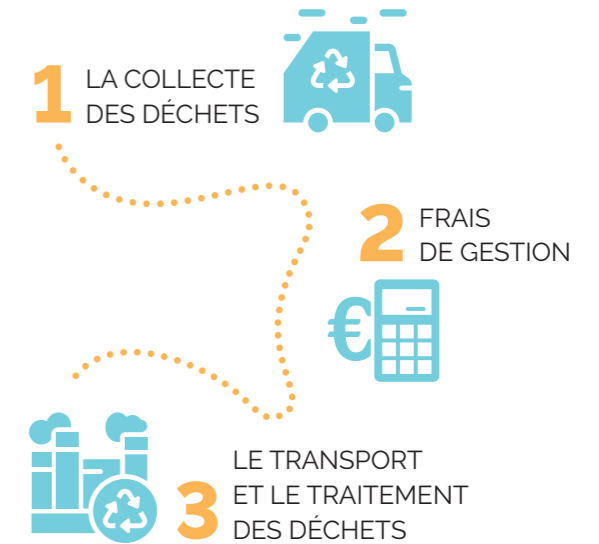 1
LA COLLECTE
DES DÉCHETS
2
FRAIS
DE GESTION
€
3
LE TRANSPORT
ET LE TRAITEMENT
DES DÉCHETS